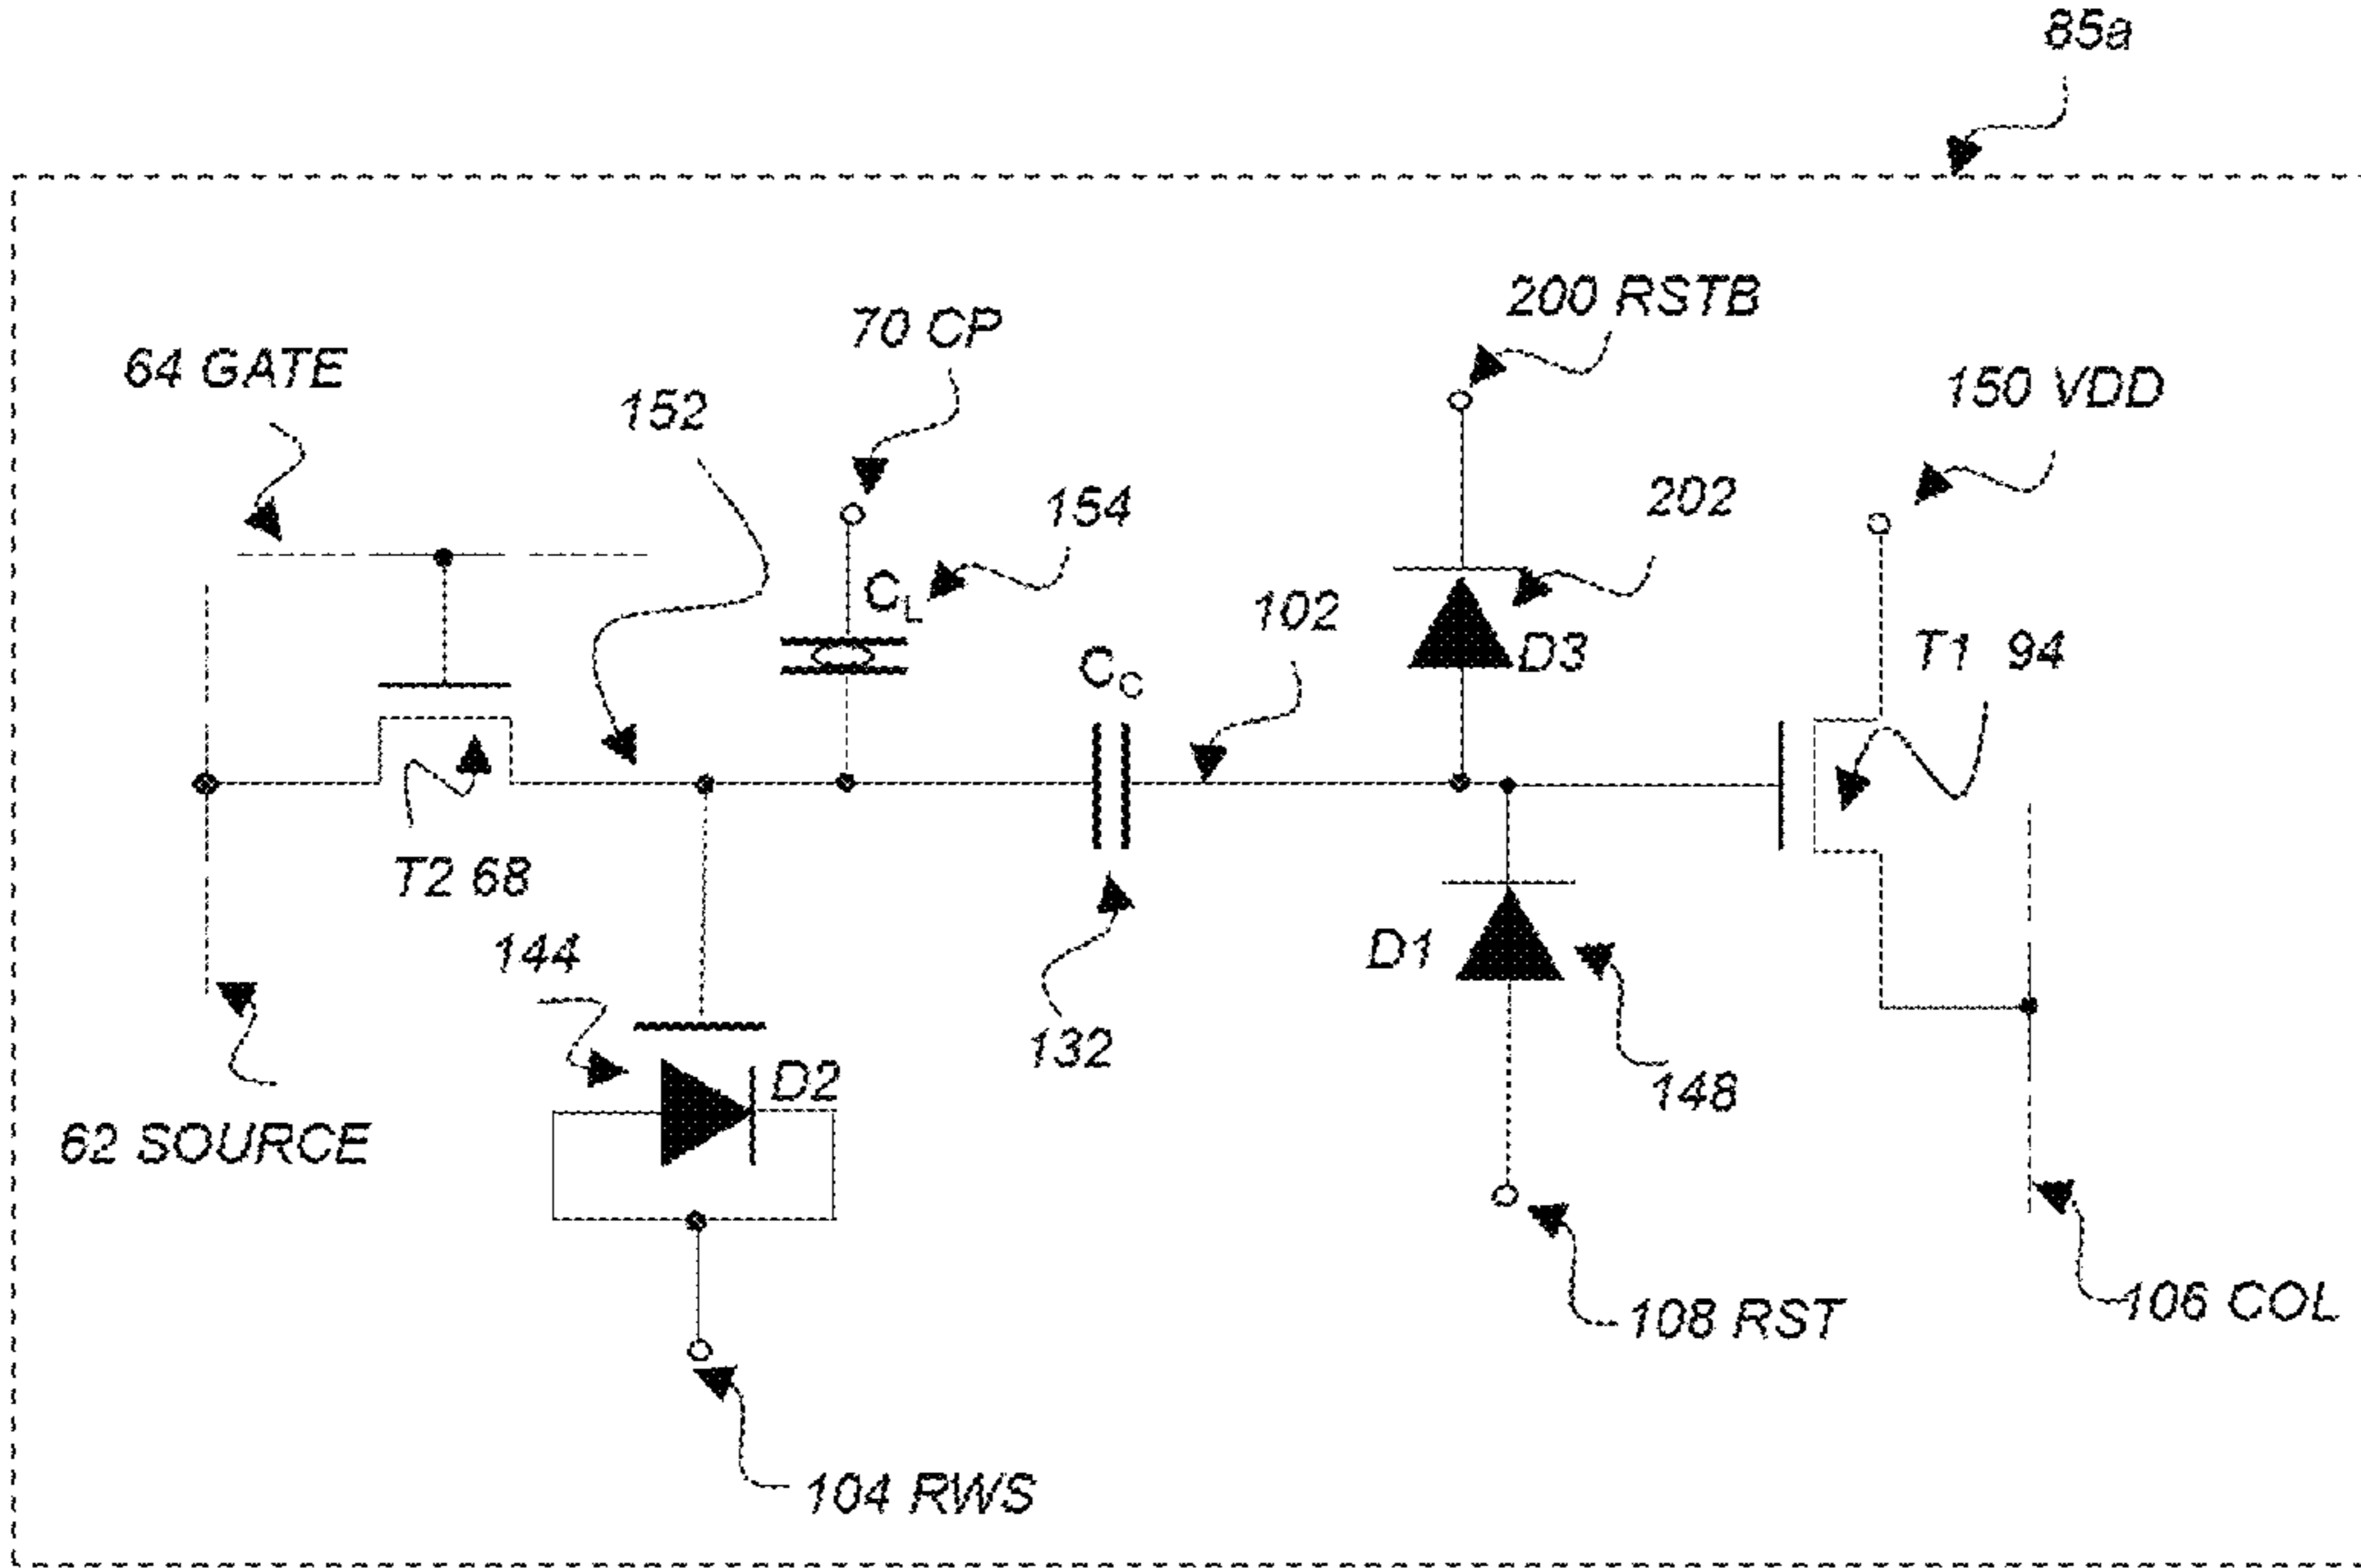 85a
200 RSTB
70 CP
150 VDD
64 GATE
152
202
154
CL
102
T1 94
D3
CC
T2 68
D1
144
132
D2
148
62 SOURCE
106 COL
108 RST
104 RWS